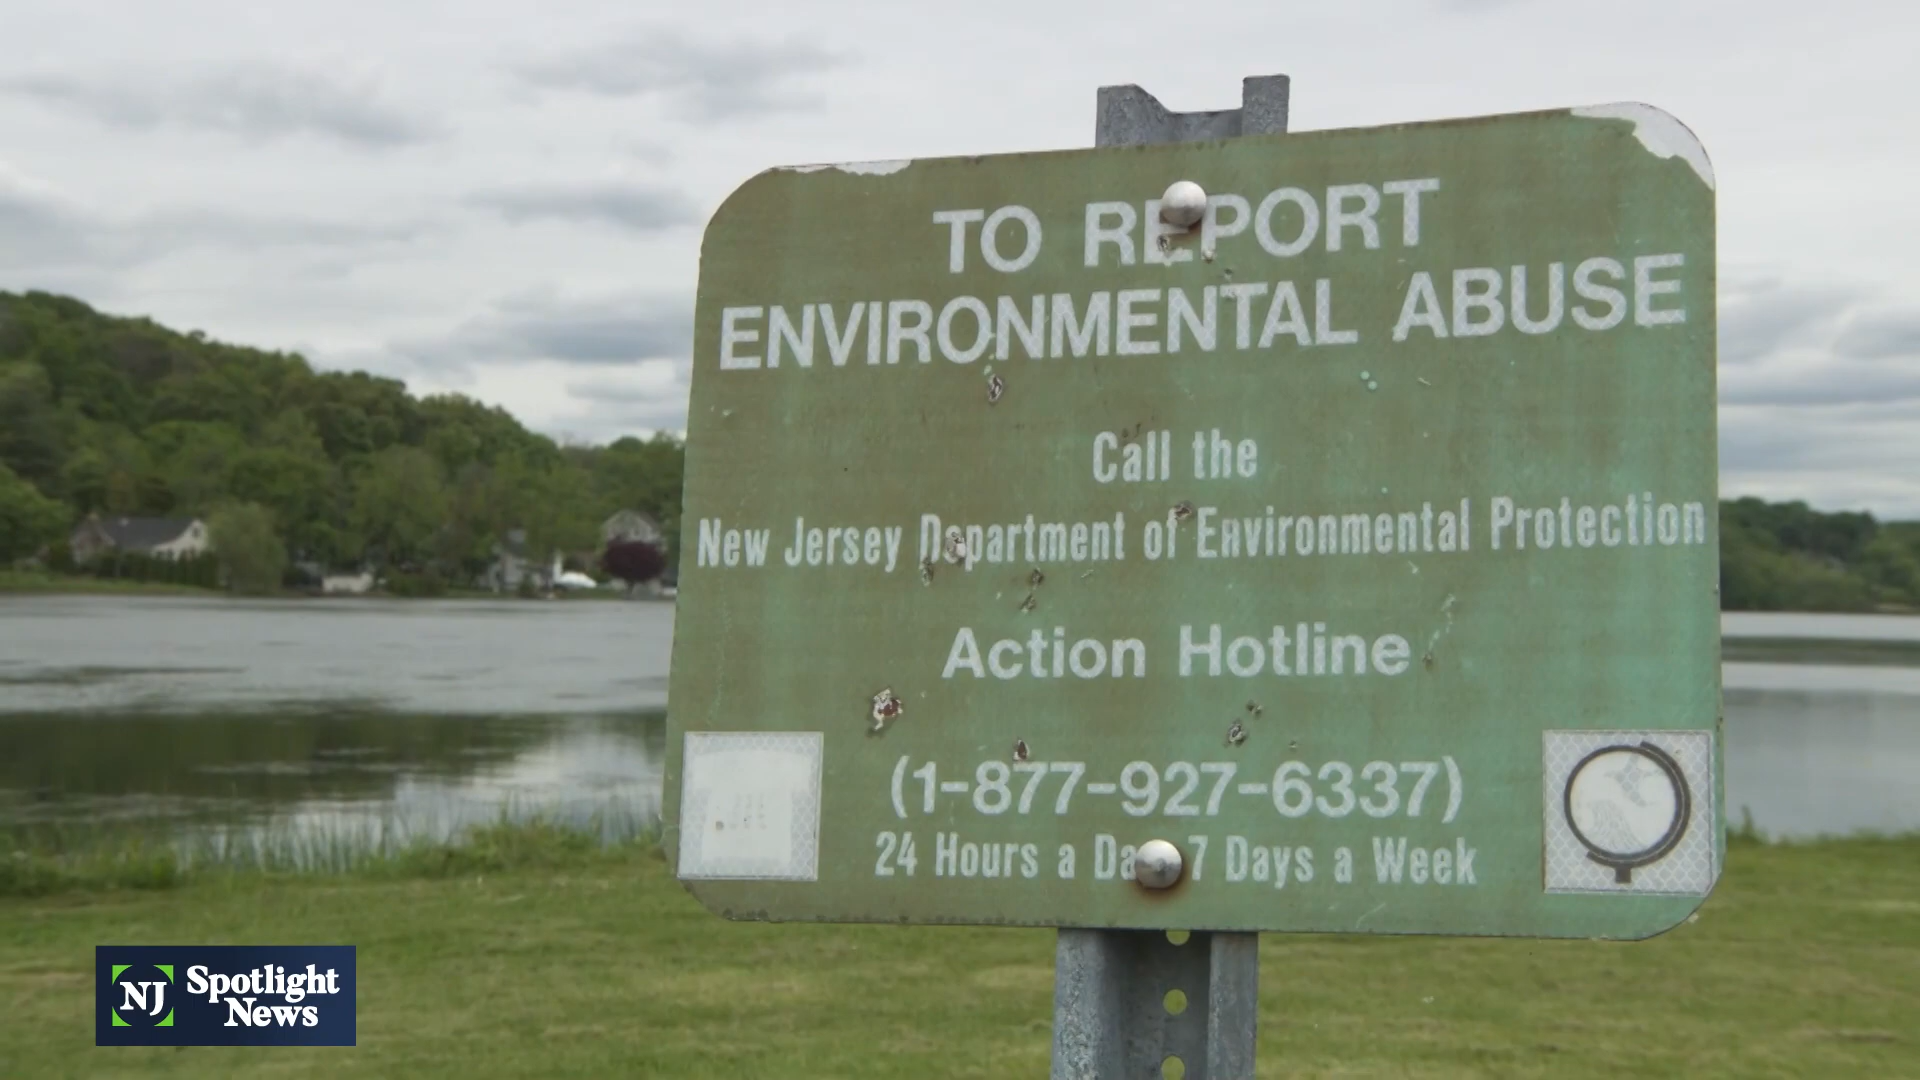 TO REPORT
ENVIRONMENTAL ABUSE
Call the
New Jersey Department of Environmental Protection
Action Hotline
(1-877-927-6337)
24 Hours a Day 7 Days a Week
NJ Spotlight
News